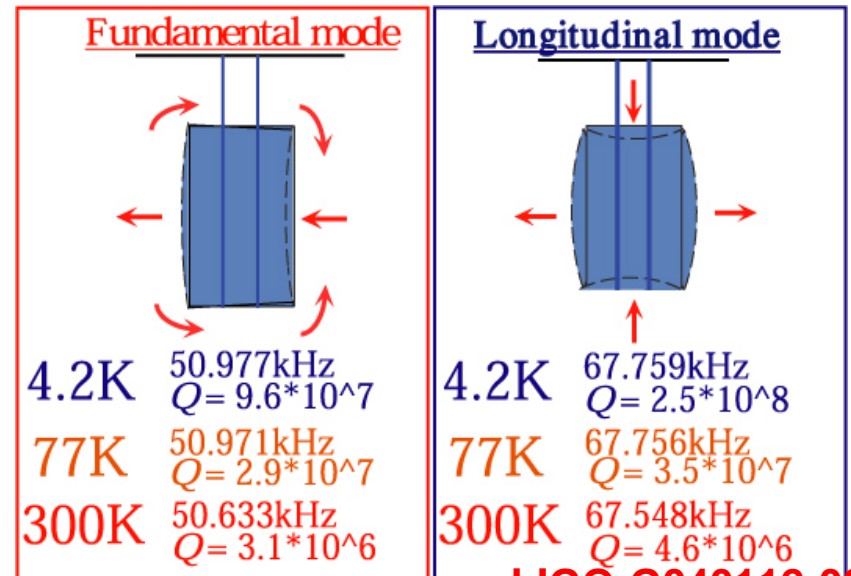 Fundamental mode
4.2K
50.977kHz
Q= 9.6*10^7
77K
50.971kHz
Q= 2.9*10^7
300K
50.633kHz
Q= 3.1*10^6
Longitudinal mode
4.2K
67.759kHz
Q= 2.5*10^8
77K
67.756kHz
Q= 3.5*10^7
300K
67.548kHz
Q= 4.6*10^6